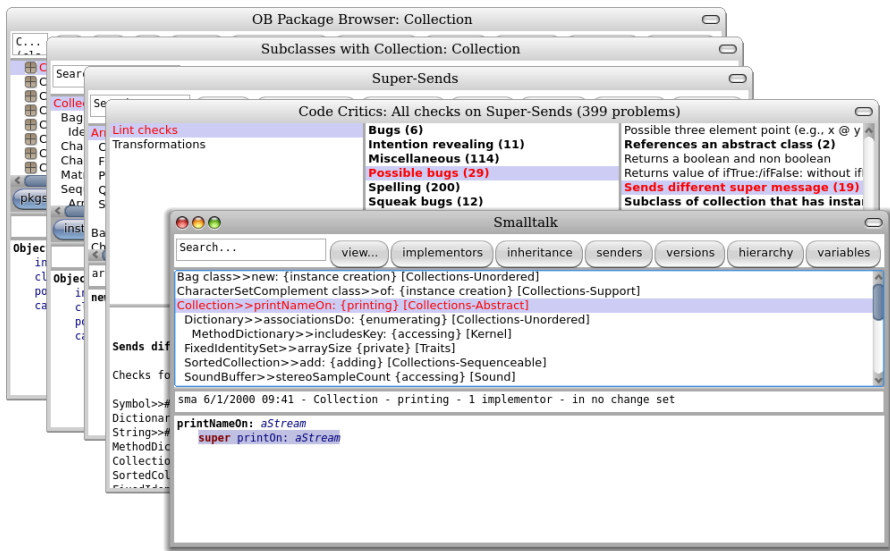 OB Package Browser: Collection
C...
Subclasses with Collection: Collection
Super-Sends
Code Critics: All checks on Super-Sends (399 problems)
Lint checks
Transformations
Bugs (6)
Intention revealing (11)
Miscellaneous (114)
Possible bugs (29)
Spelling (200)
Squeak bugs (12)
Possible three element point (e.g., x @ y
References an abstract class (2)
Returns a boolean and non boolean
Returns value of ifTrue:/ifFalse: without if
Sends different super message (19)
Subclass of collection that has insta
pkgs
inst
Objec
Objec
Sends dif
Checks fo
Symbol>>#
Dictionar
String>>#
MethodDic
Collectio
SortedCol
Smalltalk
Search...
view...
implementors
inheritance
senders
versions
hierarchy
variables
Bag class>>new: {instance creation} [Collections-Unordered]
CharacterSetComplement class>>of: {instance creation} [Collections-Support]
Collection>>printNameOn: {printing} [Collections-Abstract]
Dictionary>>associationsDo: {enumerating} [Collections-Unordered]
MethodDictionary>>includesKey: {accessing} [Kernel]
FixedIdentitySet>>arraySize {private} [Traits]
SortedCollection>>add: {adding} [Collections-Sequenceable]
SoundBuffer>>stereoSampleCount {accessing} [Sound]
sma 6/1/2000 09:41 - Collection - printing - 1 implementor - in no change set
printNameOn: aStream
super printOn: aStream